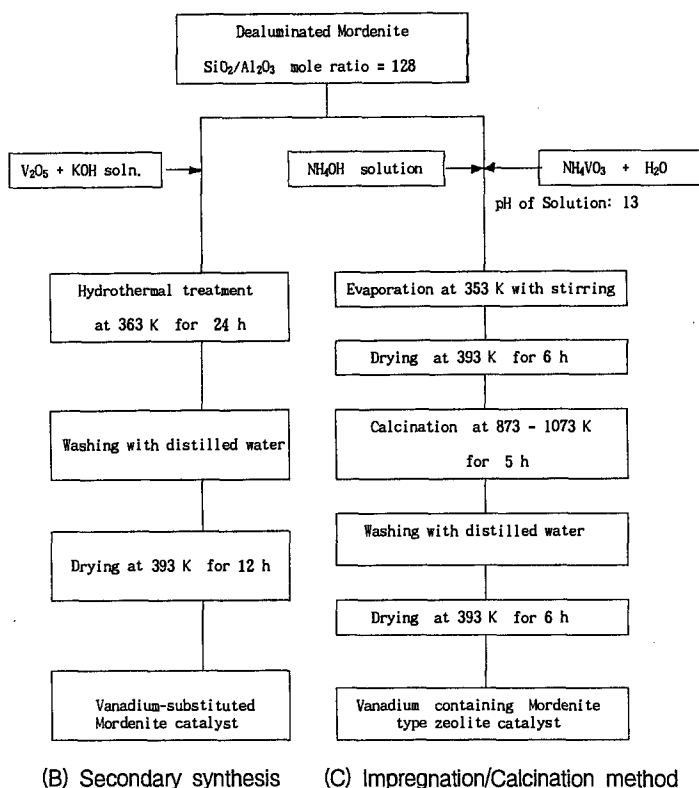 Dealuminated Mordenite
SiO₂/Al₂O₃ mole ratio = 128
V₂O₅ + KOH soln.
NH₄OH solution
NH₄VO₃ + H₂O
pH of Solution: 13
Hydrothermal treatment
at 363 K for 24 h
Washing with distilled water
Drying at 393 K for 12 h
Vanadium-substituted
Mordenite catalyst
Evaporation at 353 K with stirring
Drying at 393 K for 6 h
Calcination at 873 - 1073 K
for 5 h
Washing with distilled water
Drying at 393 K for 6 h
Vanadium containing Mordenite
type zeolite catalyst
(B) Secondary synthesis
(C) Impregnation/Calcination method